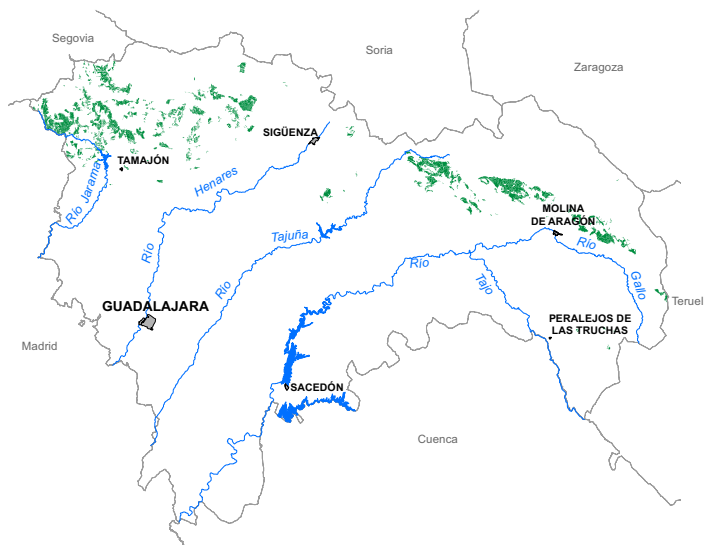 Segovia
Soria
Zaragoza
SIGÜENZA
TAMAJÓN
Henares
Río Jarama
MOLINA
DE ARAGÓN
Tajuña
Río
Río
Río
Río
Gallo
Tajo
Teruel
GUADALAJARA
PERALEJOS DE
LAS TRUCHAS
Madrid
SACEDÓN
Cuenca